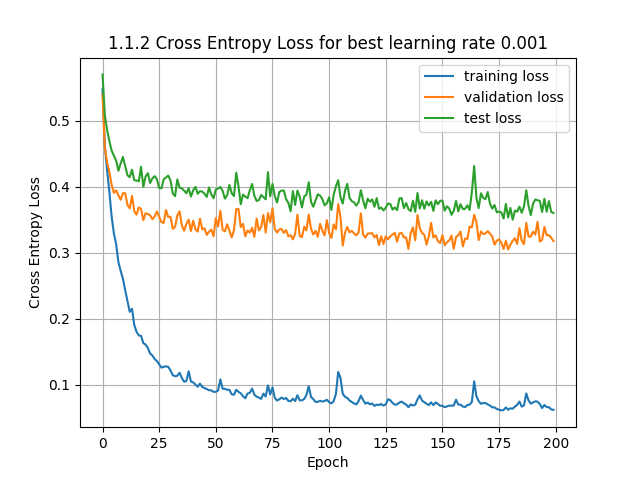 1.1.2 Cross Entropy Loss for best learning rate 0.001
training loss
validation loss
test loss
Cross Entropy Loss
0.5
0.4
0.3
0.2
0.1
0 25 50 75 100 125 150 175 200
Epoch